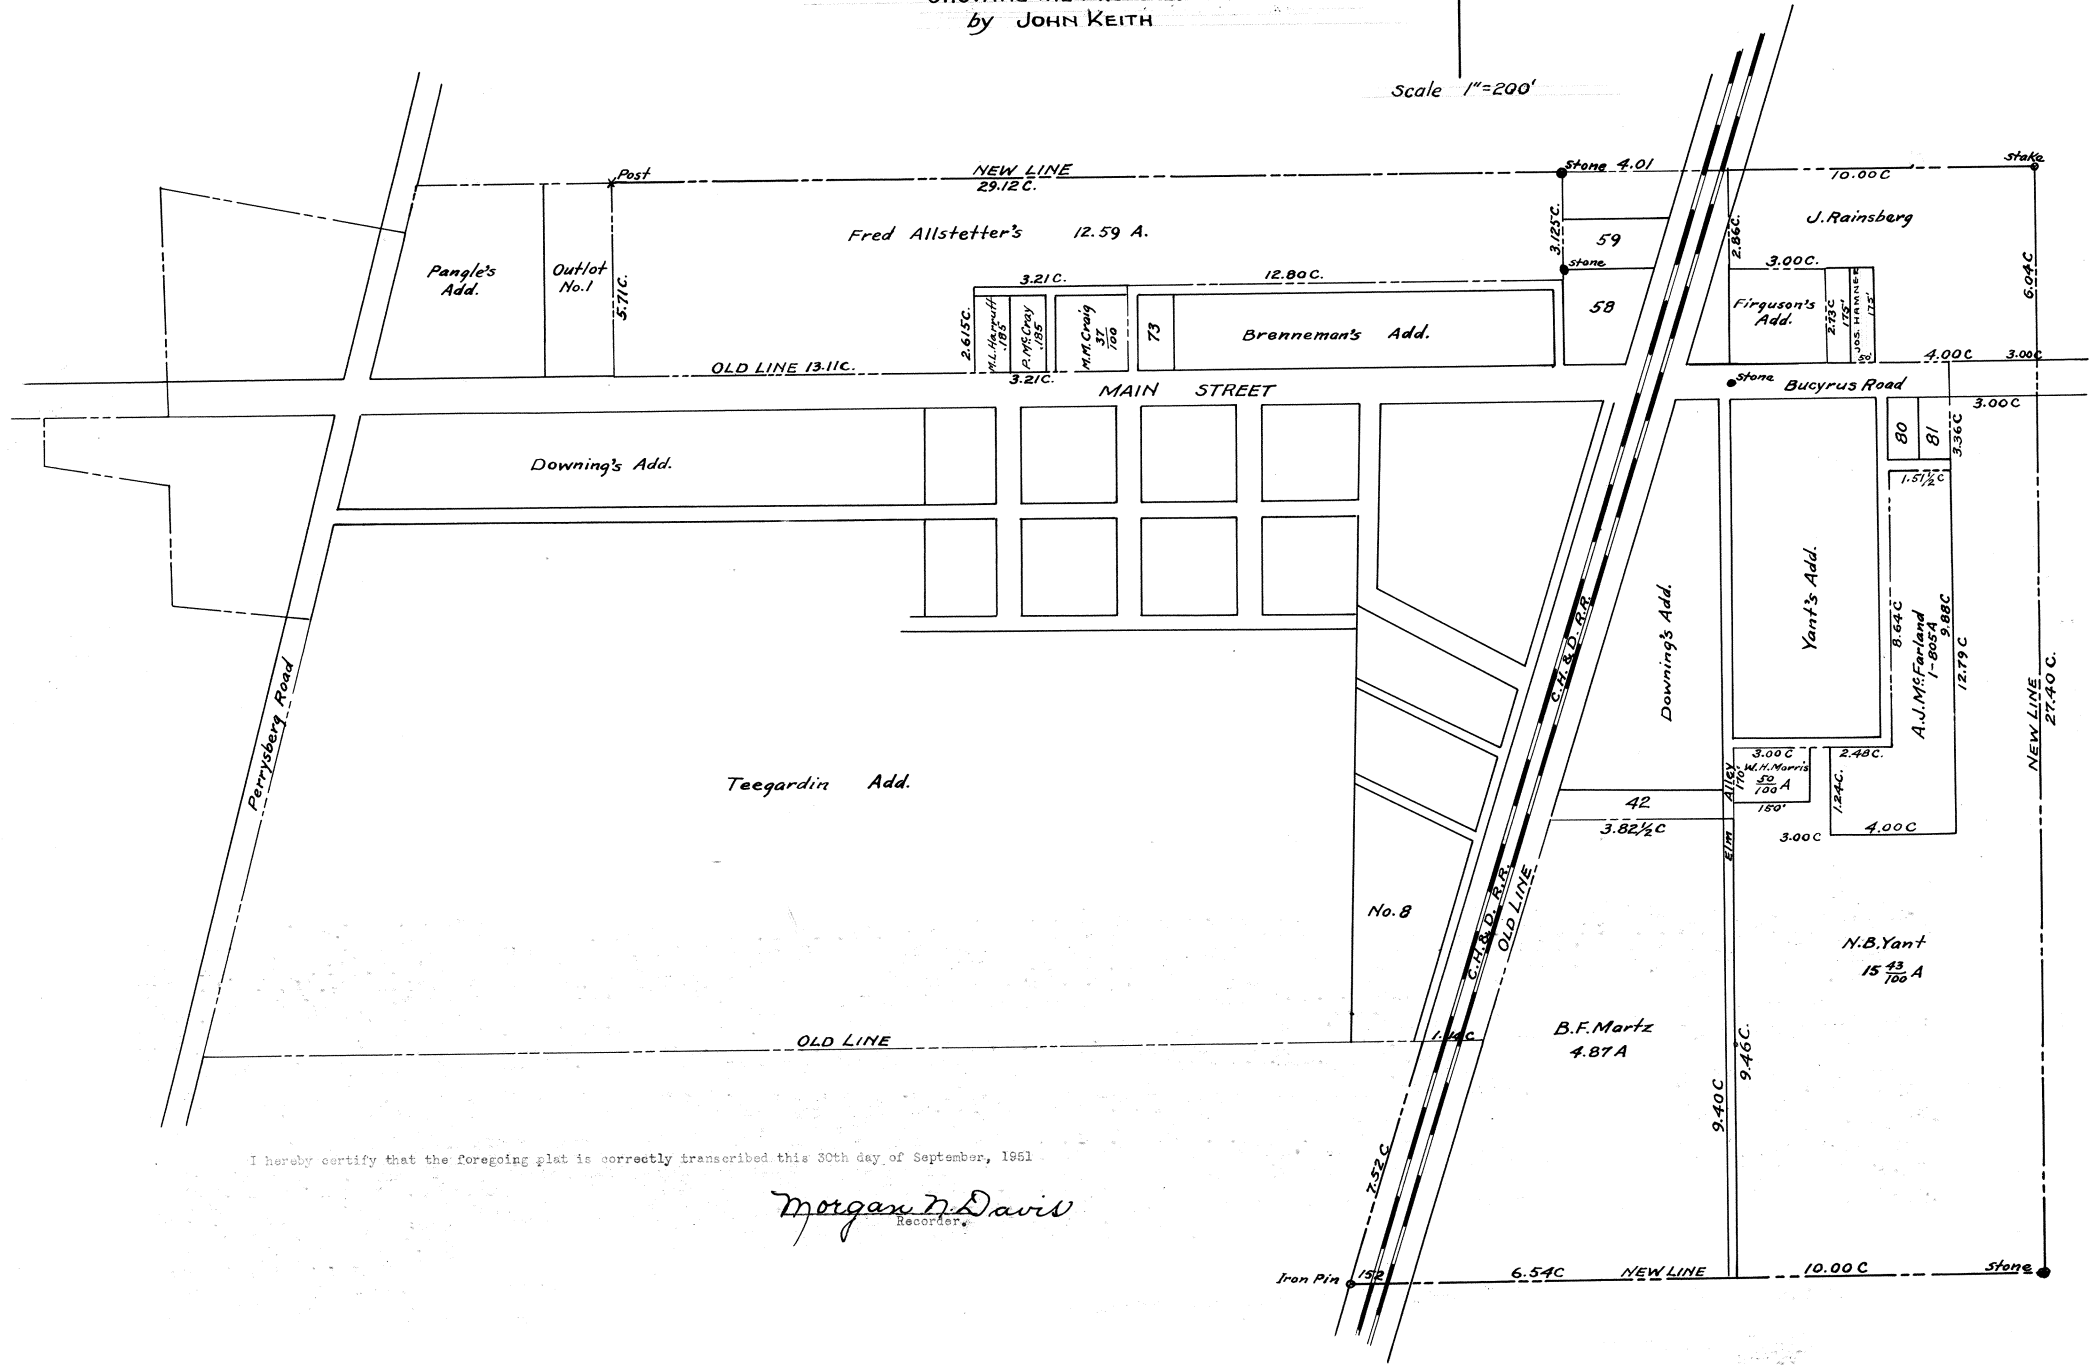 by JOHN KEITH
Scale 1"=200'
Post
NEW LINE
29.12 C.
Stone 4.01
10.00 C
Stake
Fred Allstetter's 12.59 A.
3.125 C.
59
Stone
58
2.86 C.
J. Rainsberg
6.04 C
Pangle's
Add.
Outlot
No. 1
5.71 C.
3.21 C.
12.80 C.
2.615 C.
M.L. Harruff
.185
P. McCray
.185
M.M. Craig
37
100
73
Brenneman's Add.
3.00 C.
Firguson's
Add.
2.73 C
175'
JOS. HAMNER
175'
50'
OLD LINE 13.11 C.
3.21 C.
4.00 C
3.00 C
MAIN STREET
Stone
Bucyrus Road
3.00 C
Downing's Add.
80
81
3.36 C
1.51 1/2 C
C.H. & D. R.R.
Downing's Add.
Yant's Add.
8.64 C
A.J. McFarland
1-805 A
9.88 C
12.79 C
NEW LINE
27.40 C.
Perrysberg Road
Teegardin Add.
3.00 C
2.48 C.
W.H. Morris
50
100 A
170'
150'
1.24 C.
Elm Alley
42
3.82 1/2 C
3.00 C
4.00 C
No. 8
C.H. & D. R.R.
OLD LINE
N.B. Yant
15 43/100 A
OLD LINE
1.14 C
B.F. Martz
4.87 A
9.40 C
9.46 C.
7.52 C
I hereby certify that the foregoing plat is correctly transcribed this 30th day of September, 1951
Morgan N. Davis
Recorder.
Iron Pin
152
6.54 C
NEW LINE
10.00 C
Stone